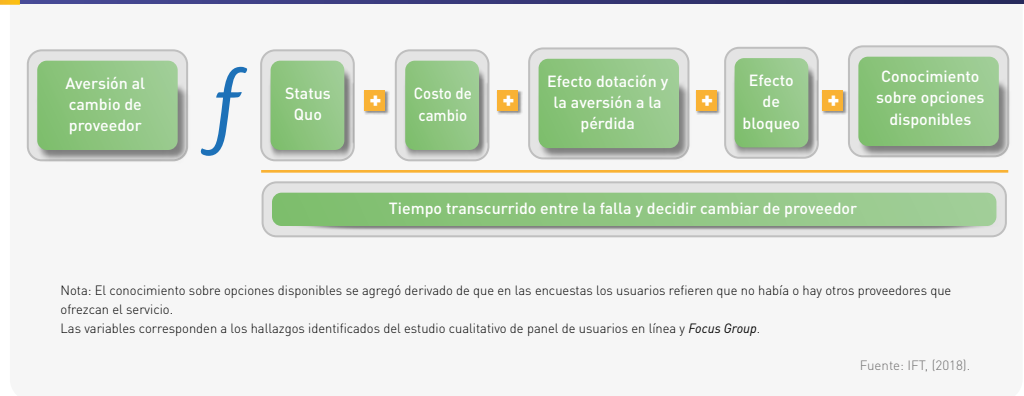 Aversión al
cambio de
proveedor
f
Status
Quo
+
Costo de
cambio
+
Efecto dotación y
la aversión a la
pérdida
+
Efecto
de
bloqueo
+
Conocimiento
sobre opciones
disponibles
Tiempo transcurrido entre la falla y decidir cambiar de proveedor
Nota: El conocimiento sobre opciones disponibles se agregó derivado de que en las encuestas los usuarios refieren que no había o hay otros proveedores que
ofrezcan el servicio.
Las variables corresponden a los hallazgos identificados del estudio cualitativo de panel de usuarios en línea y Focus Group.
Fuente: IFT, (2018).